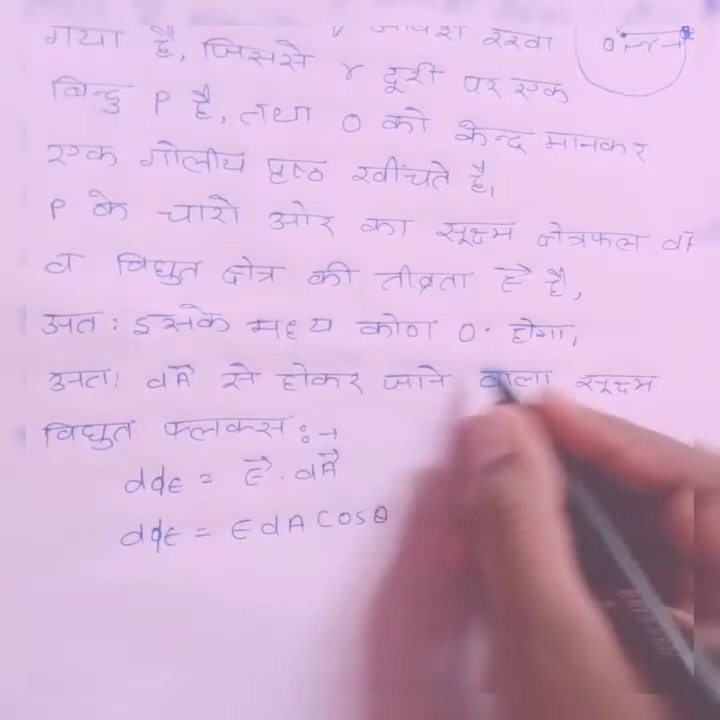 गया है, जिससे r दूरी पर एक रखा
बिन्दु P है, तथा O को केन्द्र मानकर
एक गोलीय पृष्ठ खींचते है,
P के चारो ओर का सूक्ष्म क्षेत्रफल dA
व विद्युत क्षेत्र की तीव्रता E है,
अतः इसके मध्य कोण 0° होगा,
अतः dA से होकर जाने वाला सूक्ष्म
विद्युत फ्लक्स :→
dϕE = E⃗ . dA⃗
dϕE = E dA cosθ